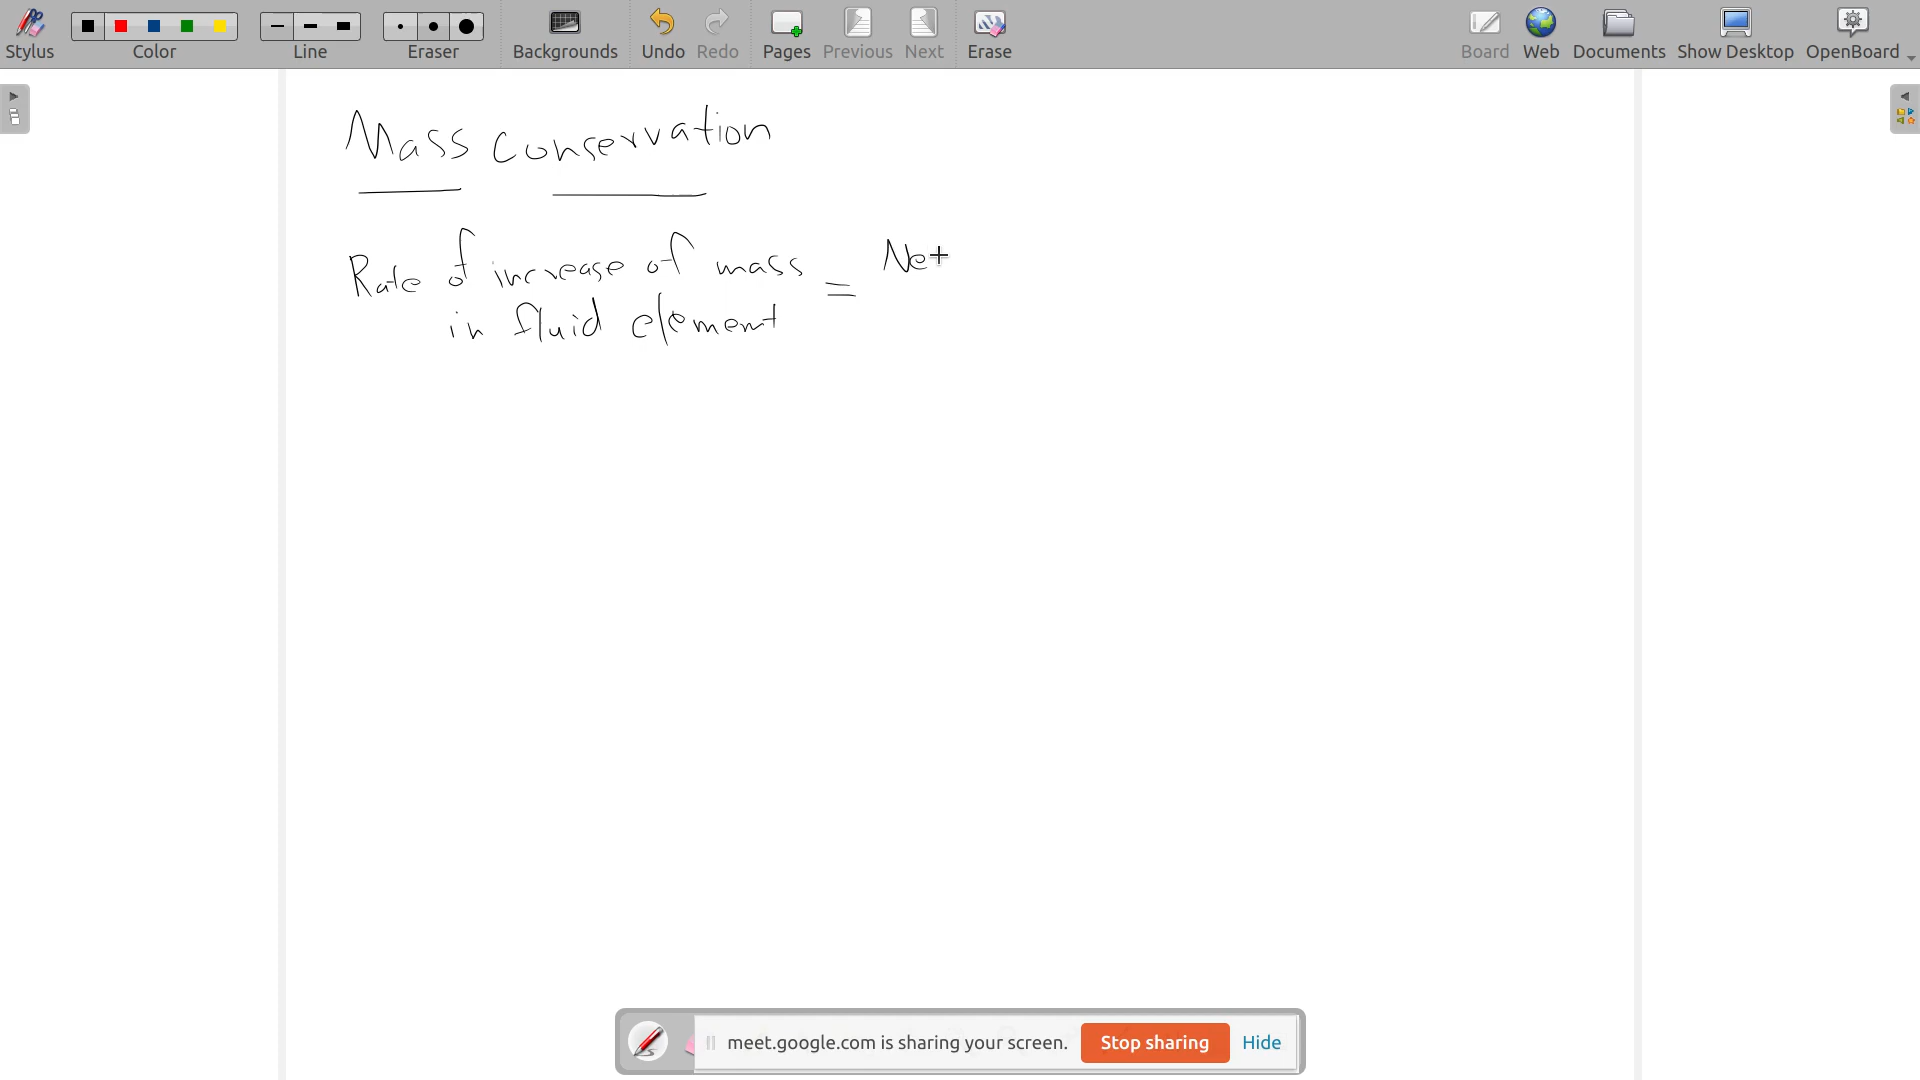 Stylus Color Line Eraser Backgrounds Undo Redo Pages Previous Next Erase Board Web Documents Show Desktop OpenBoard
Mass conservation
Rate of increase of mass = Net
in fluid element
meet.google.com is sharing your screen. Stop sharing Hide